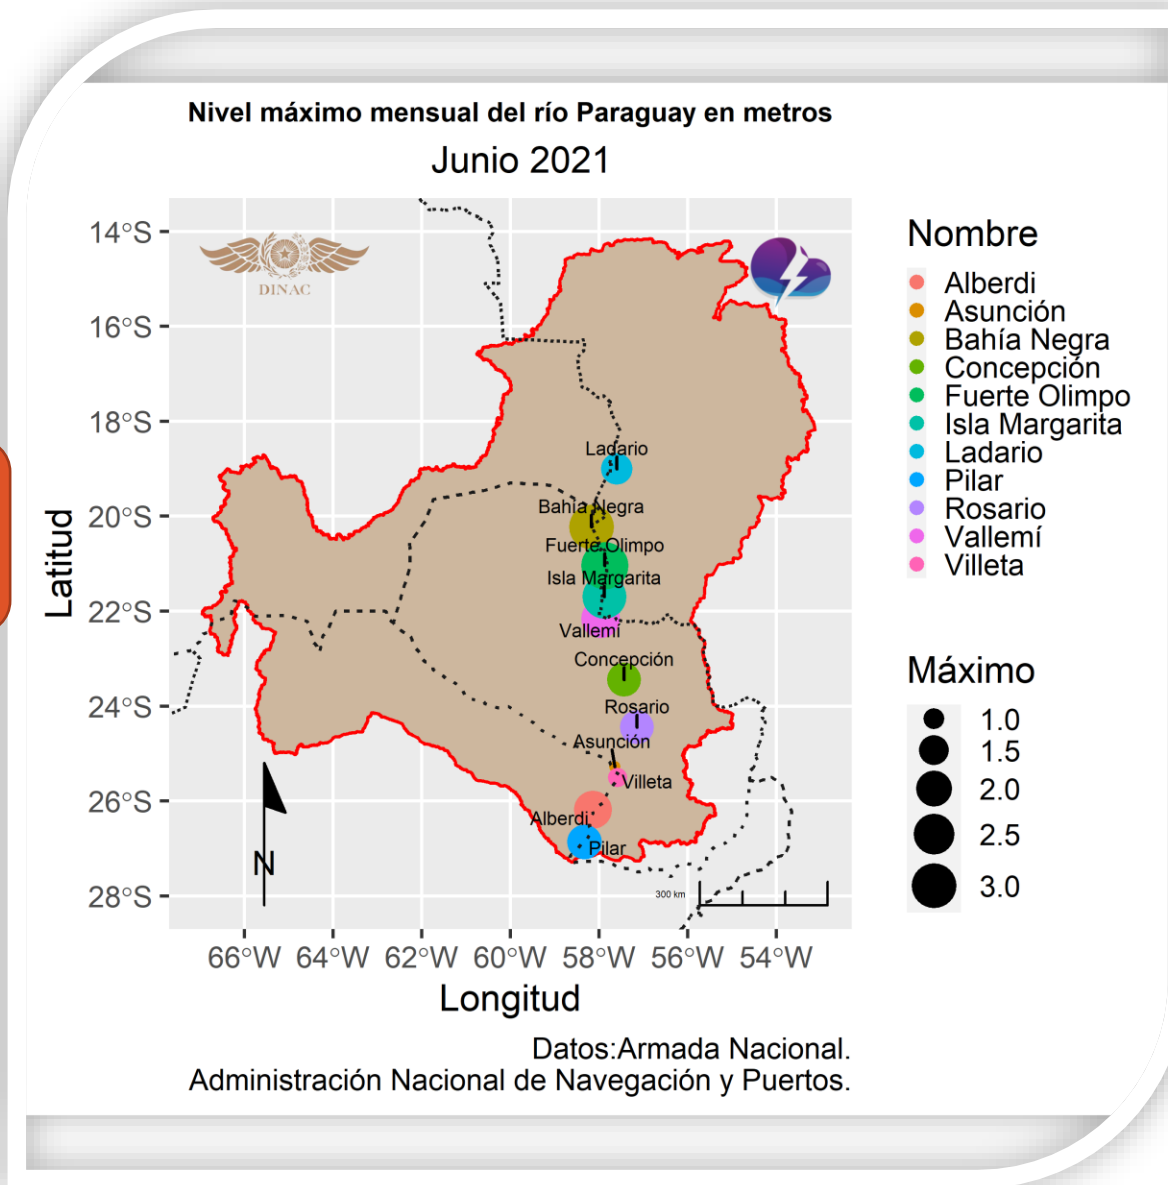 Nivel máximo mensual del río Paraguay en metros
Junio 2021
14°S
16°S
18°S
20°S
22°S
24°S
26°S
28°S
Latitud
DINAC
Ladario
Bahía Negra
Fuerte Olimpo
Isla Margarita
Vallemí
Concepción
Rosario
Asunción
Villeta
Alberdi
Pilar
N
300 km
66°W 64°W 62°W 60°W 58°W 56°W 54°W
Longitud
Nombre
Alberdi
Asunción
Bahía Negra
Concepción
Fuerte Olimpo
Isla Margarita
Ladario
Pilar
Rosario
Vallemí
Villeta
Máximo
1.0
1.5
2.0
2.5
3.0
Datos:Armada Nacional.
Administración Nacional de Navegación y Puertos.